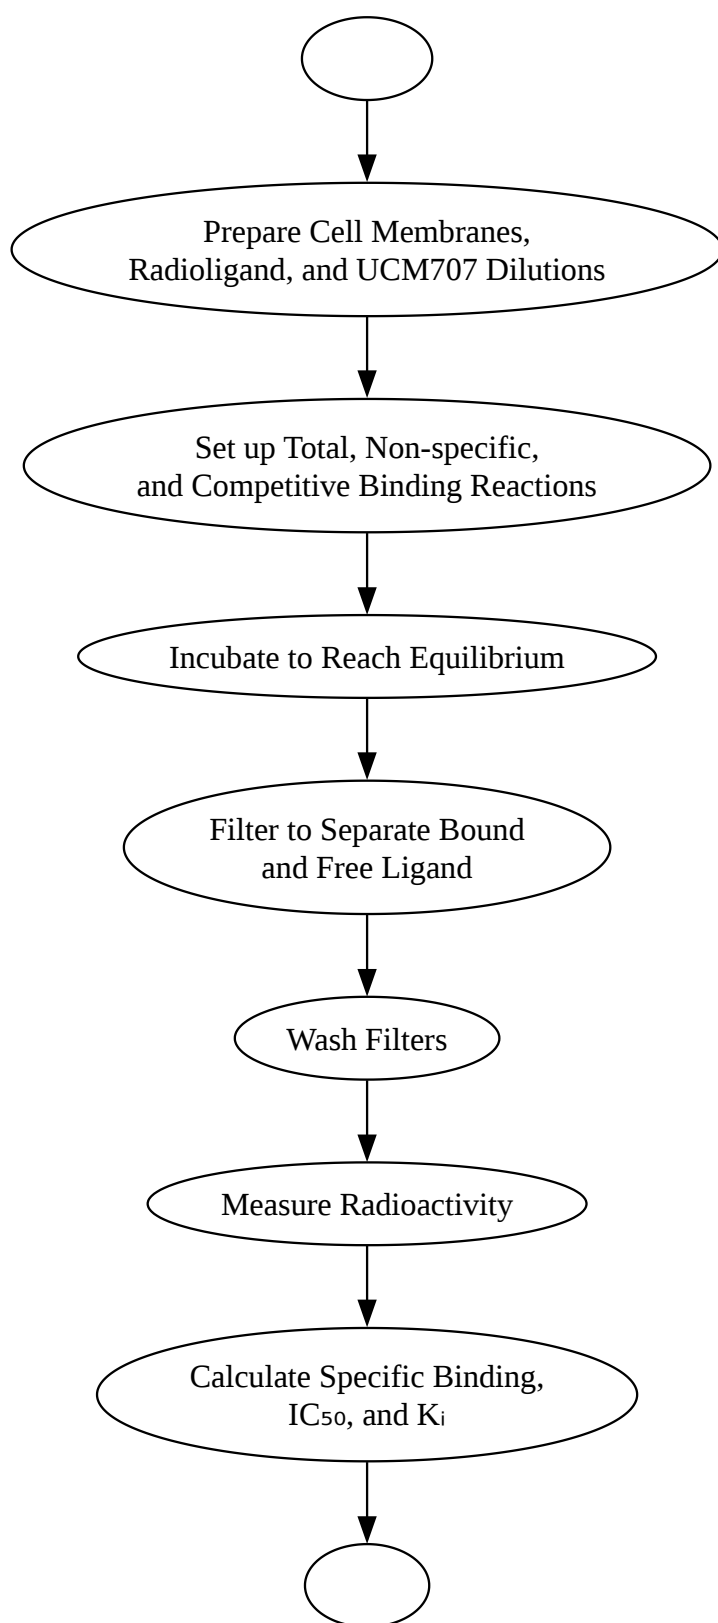 Prepare Cell Membranes,
Radioligand, and UCM707 Dilutions
Set up Total, Non-specific,
and Competitive Binding Reactions
Incubate to Reach Equilibrium
Filter to Separate Bound
and Free Ligand
Wash Filters
Measure Radioactivity
Calculate Specific Binding,
IC₅₀, and Kᵢ